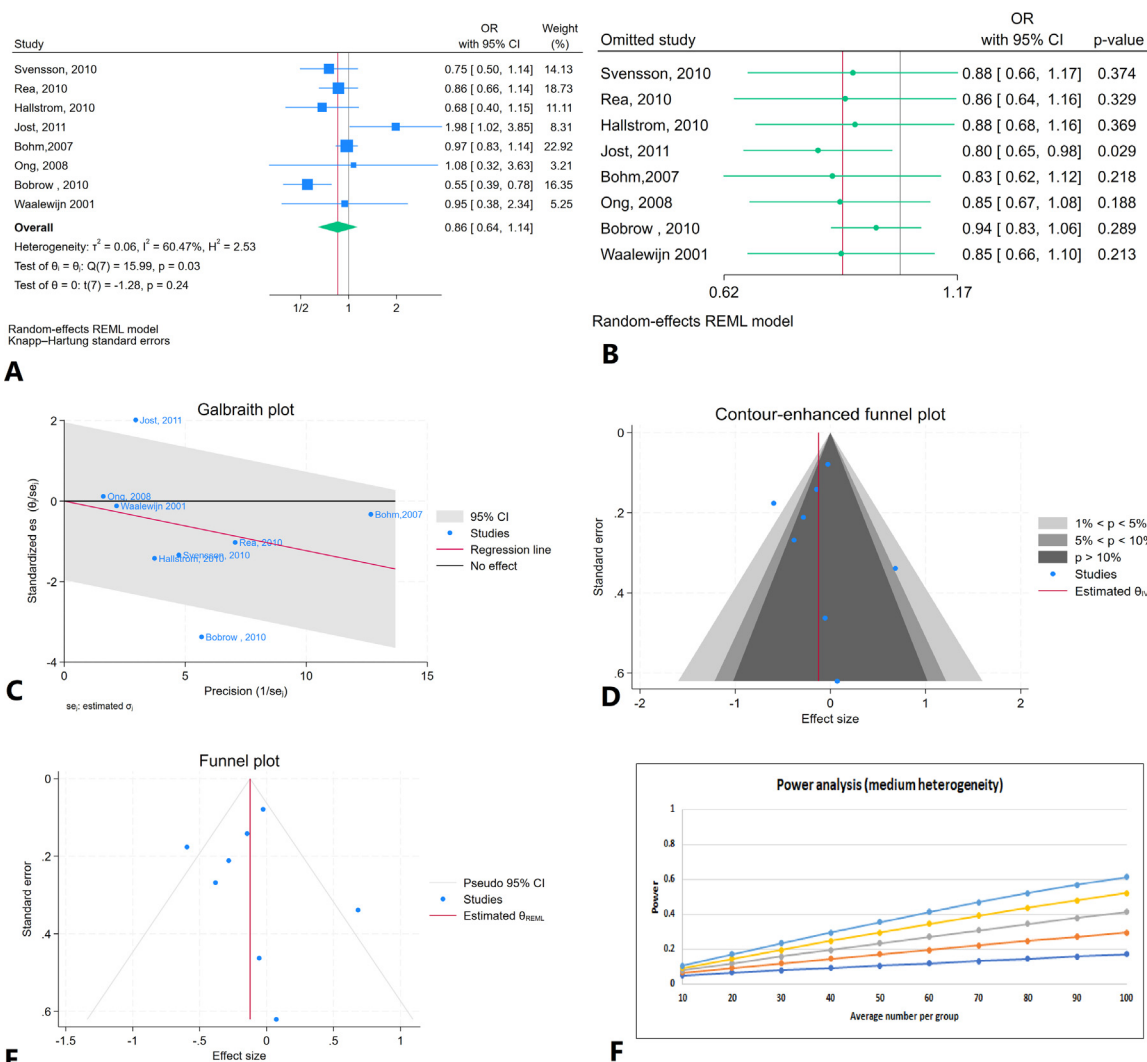 OR Weight
Study with 95% CI (%)
Svensson, 2010 0.75 [ 0.50, 1.14] 14.13
Rea, 2010 0.86 [ 0.66, 1.14] 18.73
Hallstrom, 2010 0.68 [ 0.40, 1.15] 11.11
Jost, 2011 1.98 [ 1.02, 3.85] 8.31
Bohm,2007 0.97 [ 0.83, 1.14] 22.92
Ong, 2008 1.08 [ 0.32, 3.63] 3.21
Bobrow , 2010 0.55 [ 0.39, 0.78] 16.35
Waalewijn 2001 0.95 [ 0.38, 2.34] 5.25
Overall 0.86 [ 0.64, 1.14]
Heterogeneity: τ² = 0.06, I² = 60.47%, H² = 2.53
Test of θᵢ = θⱼ: Q(7) = 15.99, p = 0.03
Test of θ = 0: t(7) = -1.28, p = 0.24
1/2 1 2
Random-effects REML model
Knapp–Hartung standard errors
A
OR
Omitted study with 95% CI p-value
Svensson, 2010 0.88 [ 0.66, 1.17] 0.374
Rea, 2010 0.86 [ 0.64, 1.16] 0.329
Hallstrom, 2010 0.88 [ 0.68, 1.16] 0.369
Jost, 2011 0.80 [ 0.65, 0.98] 0.029
Bohm,2007 0.83 [ 0.62, 1.12] 0.218
Ong, 2008 0.85 [ 0.67, 1.08] 0.188
Bobrow , 2010 0.94 [ 0.83, 1.06] 0.289
Waalewijn 2001 0.85 [ 0.66, 1.10] 0.213
0.62 1.17
Random-effects REML model
B
Galbraith plot
Standardized es (θⱼ/seⱼ)
2
0
-2
-4
Jost, 2011
Ong, 2008
Waalewijn 2001
Bohm,2007
Rea, 2010
Svensson, 2010
Hallstrom, 2010
Bobrow , 2010
95% CI
Studies
Regression line
No effect
0 5 10 15
Precision (1/seⱼ)
seⱼ: estimated σⱼ
C
Contour-enhanced funnel plot
Standard error
0
.2
.4
.6
1% < p < 5%
5% < p < 10%
p > 10%
Studies
Estimated θIV
-2 -1 0 1 2
Effect size
D
Funnel plot
Standard error
0
.2
.4
.6
Pseudo 95% CI
Studies
Estimated θREML
-1.5 -1 -.5 0 .5 1
Effect size
Power analysis (medium heterogeneity)
Power
1
0.8
0.6
0.4
0.2
0
10 20 30 40 50 60 70 80 90 100
Average number per group
F